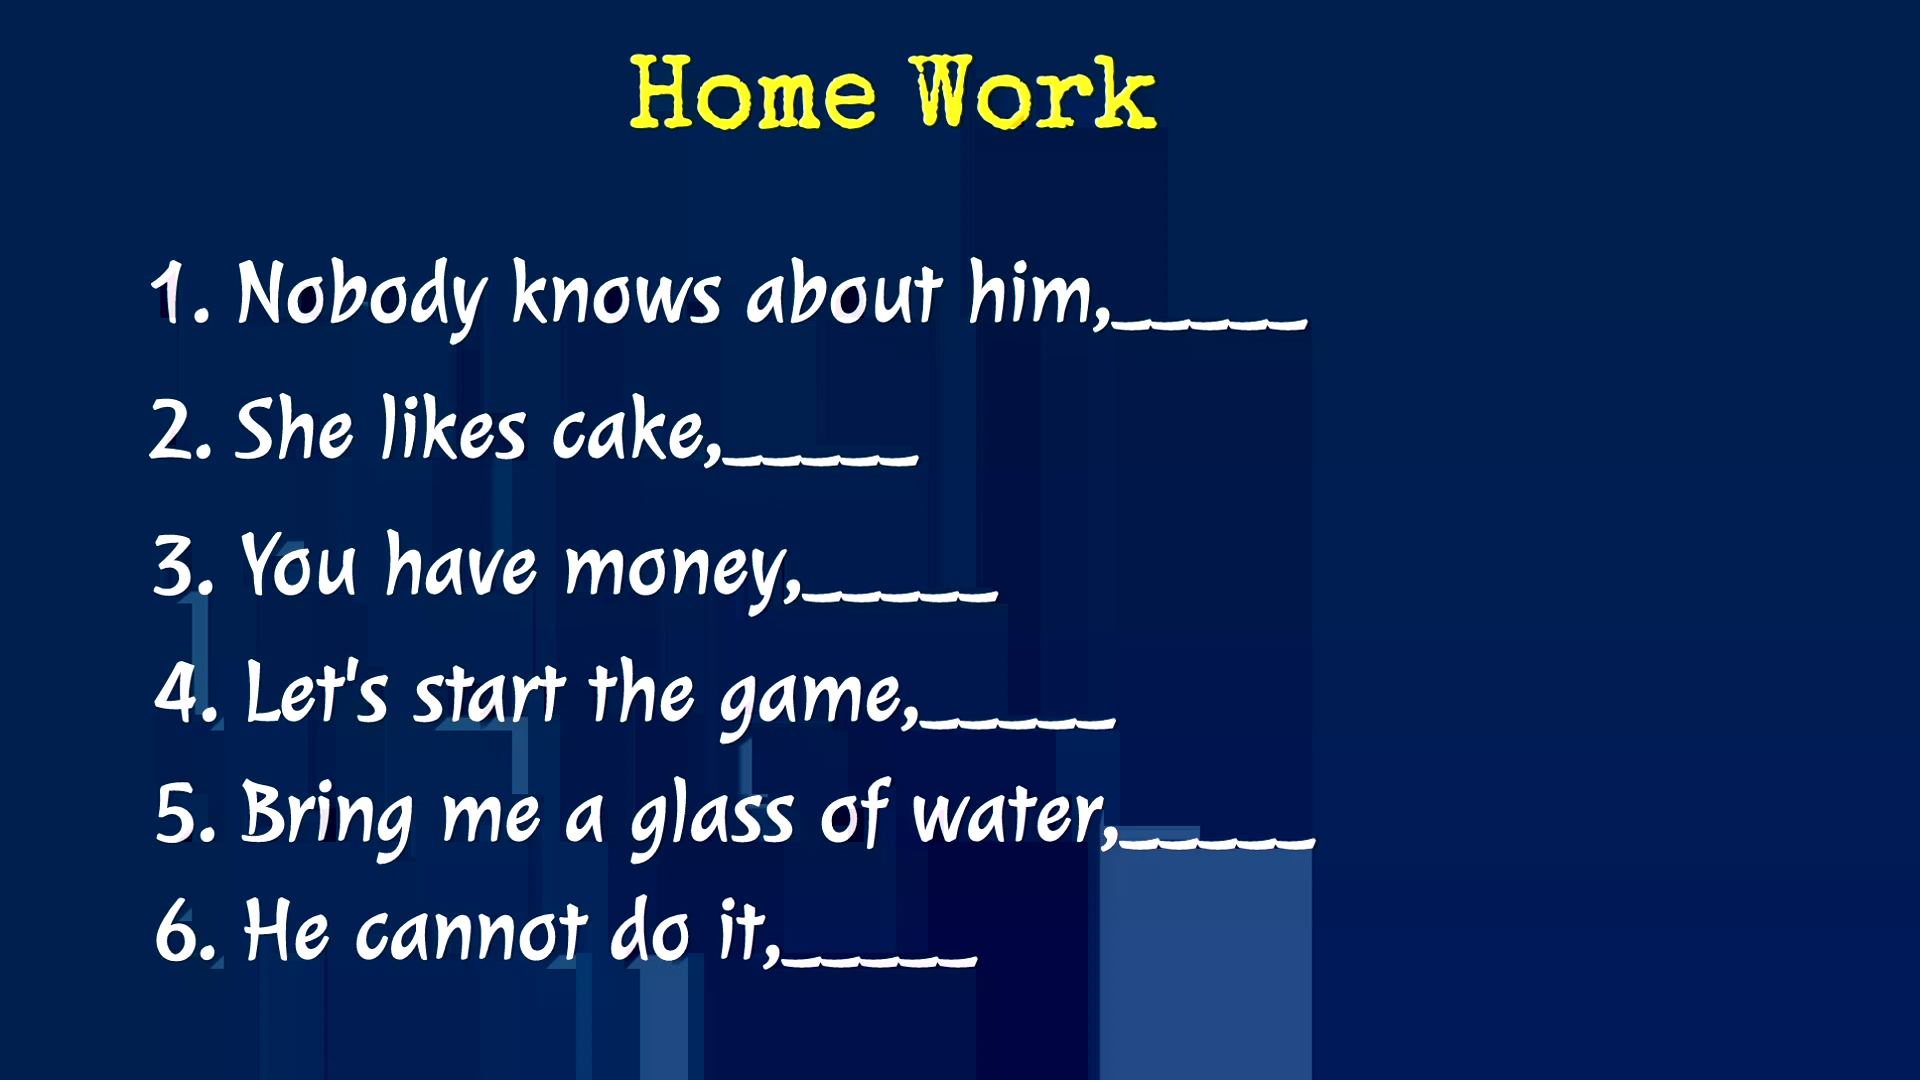 Home Work
1. Nobody knows about him,_____
2. She likes cake,_____
3. You have money,_____
4. Let's start the game,_____
5. Bring me a glass of water,_____
6. He cannot do it,_____